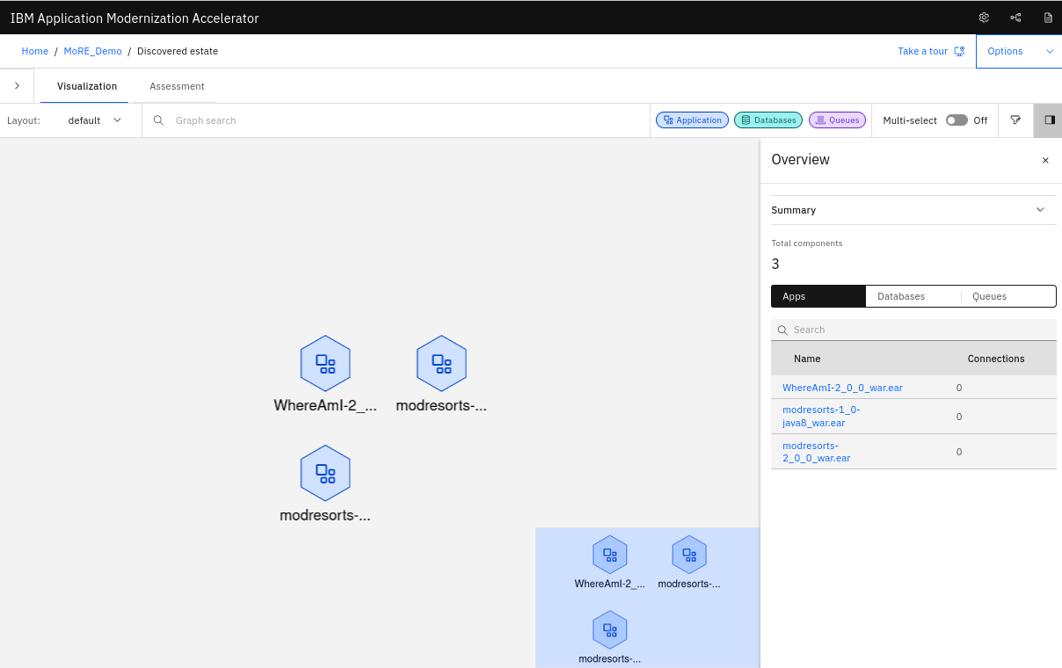 IBM Application Modernization Accelerator
Home / MoRE_Demo / Discovered estate
Take a tour
Options
Visualization
Assessment
Layout:
default
Graph search
Application
Databases
Queues
Multi-select
Off
Overview
Summary
Total components
3
Apps
Databases
Queues
Search
Name
Connections
WhereAmI-2_0_0_war.ear
0
modresorts-1_0-
java8_war.ear
0
modresorts-
2_0_0_war.ear
0
WhereAmI-2_...
modresorts-...
modresorts-...
WhereAmI-2_...
modresorts-...
modresorts-...